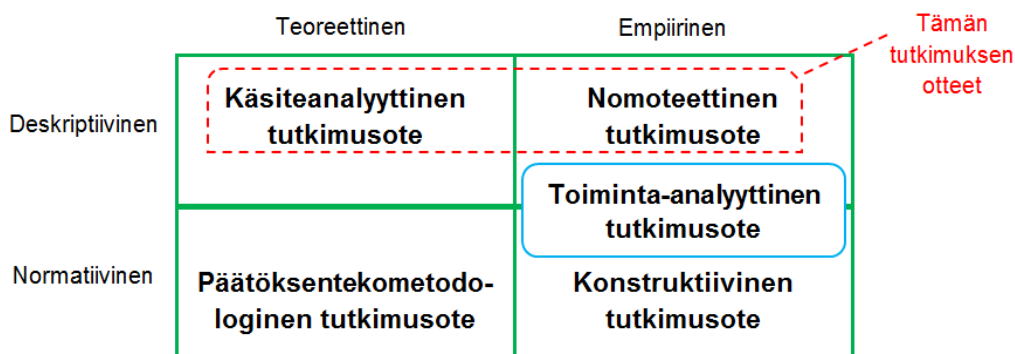 Teoreettinen
Empiirinen
Tämän
tutkimuksen
otteet
Deskriptiivinen
Käsiteanalyyttinen
tutkimusote
Nomoteettinen
tutkimusote
Toiminta-analyyttinen
tutkimusote
Normatiivinen
Päätöksentekometodo-
loginen tutkimusote
Konstruktiivinen
tutkimusote